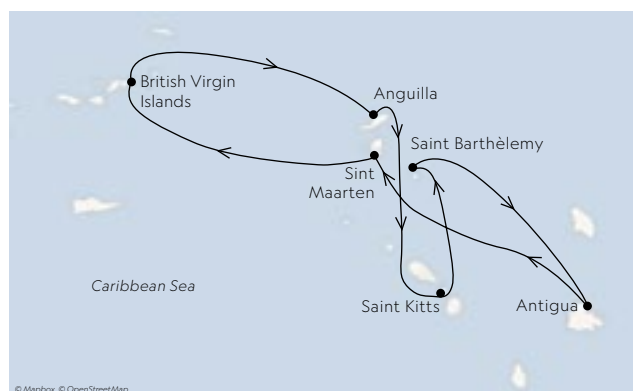 British Virgin
Islands
Anguilla
Saint Barthèlemy
Sint
Maarten
Caribbean Sea
Saint Kitts
Antigua
© Mapbox, © OpenStreetMap